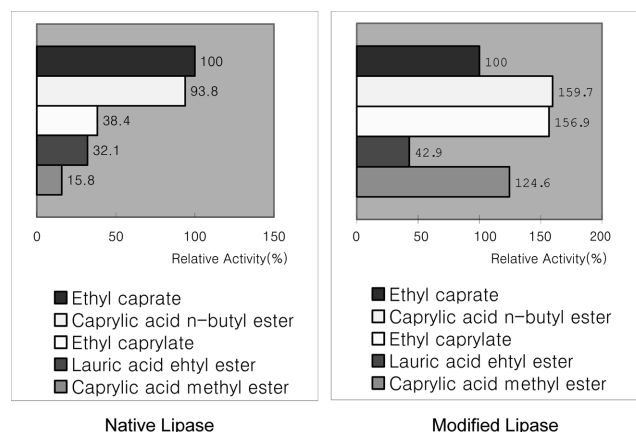 100
93.8
38.4
32.1
15.8
0 50 100 150
Relative Activity(%)
Ethyl caprate
Caprylic acid n-butyl ester
Ethyl caprylate
Lauric acid ehtyl ester
Caprylic acid methyl ester
Native Lipase
100
159.7
156.9
42.9
124.6
0 50 100 150 200
Relative Activity(%)
Ethyl caprate
Caprylic acid n-butyl ester
Ethyl caprylate
Lauric acid ehtyl ester
Caprylic acid methyl ester
Modified Lipase